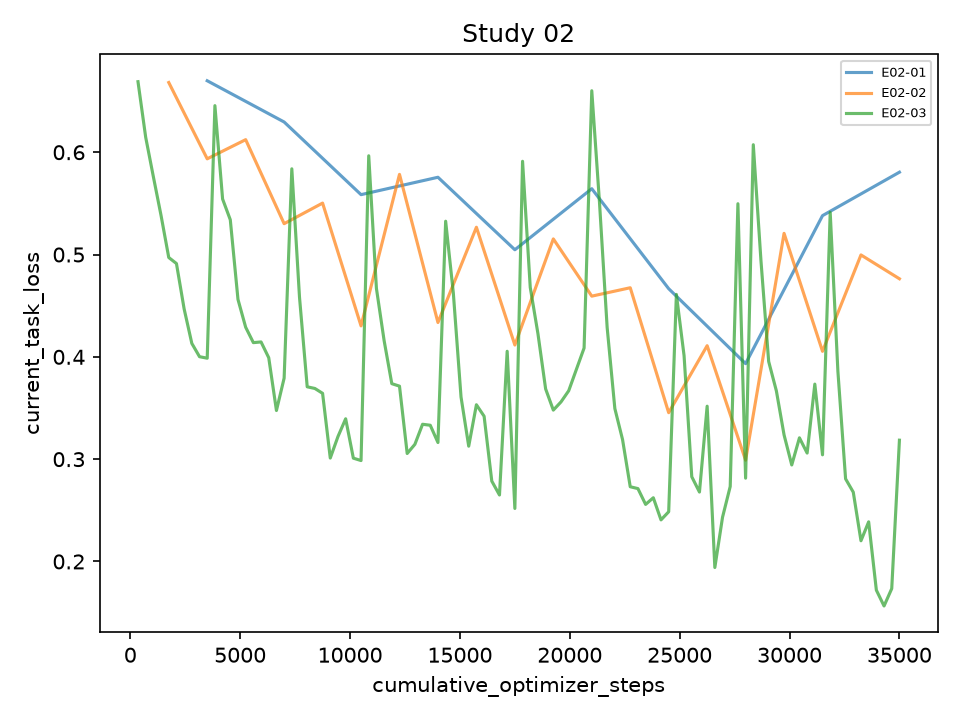 Study 02
E02-01
E02-02
E02-03
current_task_loss
0.6
0.5
0.4
0.3
0.2
0
5000
10000
15000
20000
25000
30000
35000
cumulative_optimizer_steps